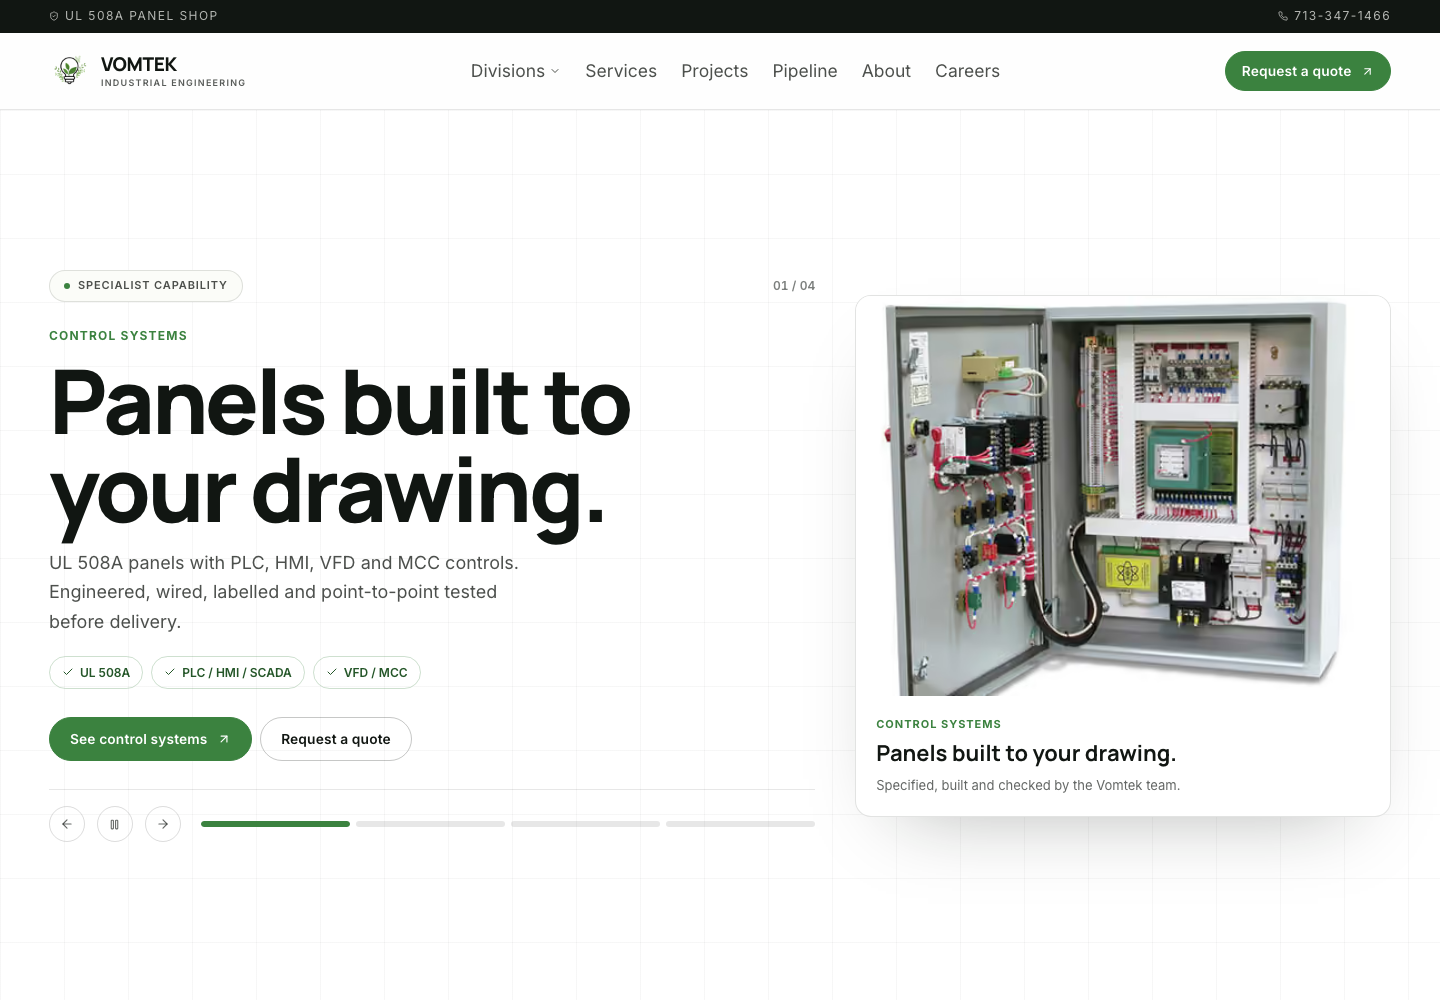 UL 508A PANEL SHOP
713-347-1466
VOMTEK
INDUSTRIAL ENGINEERING
Divisions
Services
Projects
Pipeline
About
Careers
Request a quote
SPECIALIST CAPABILITY
01 / 04
CONTROL SYSTEMS
Panels built to
your drawing.
UL 508A panels with PLC, HMI, VFD and MCC controls.
Engineered, wired, labelled and point-to-point tested
before delivery.
UL 508A
PLC / HMI / SCADA
VFD / MCC
See control systems
Request a quote
CONTROL SYSTEMS
Panels built to your drawing.
Specified, built and checked by the Vomtek team.